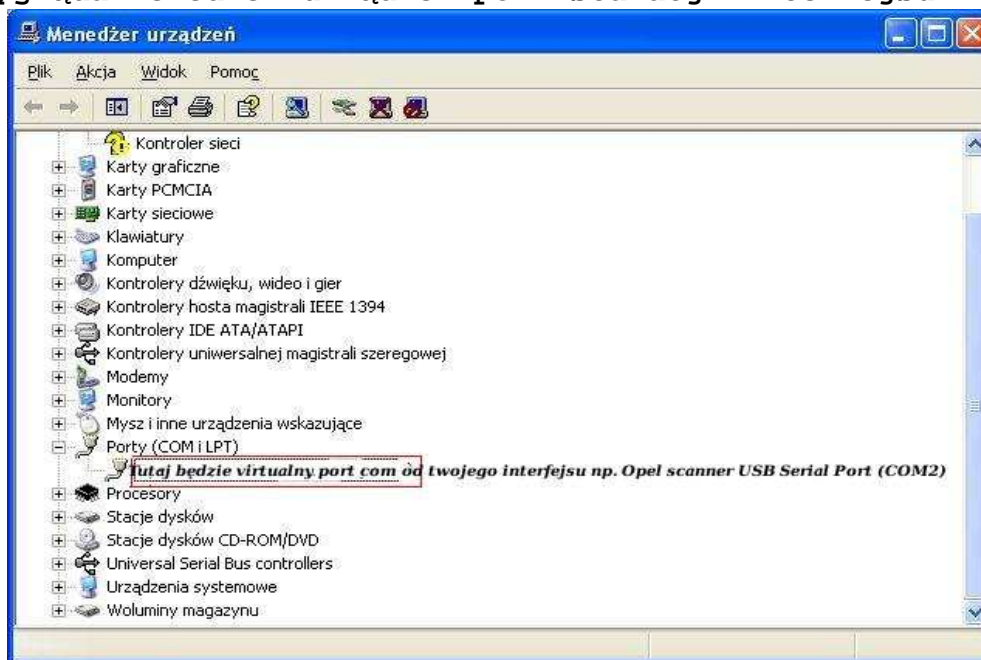 Menedżer urządzeń
Plik Akcja Widok Pomoc
Kontroler sieci
Karty graficzne
Karty PCMCIA
Karty sieciowe
Klawiatury
Komputer
Kontrolery dźwięku, wideo i gier
Kontrolery hosta magistrali IEEE 1394
Kontrolery IDE ATA/ATAPI
Kontrolery uniwersalnej magistrali szeregowej
Modemy
Monitory
Mysz i inne urządzenia wskazujące
Porty (COM i LPT)
Tutaj będzie virtualny port com od twojego interfejsu np. Opel scanner USB Serial Port (COM2)
Procesory
Stacje dysków
Stacje dysków CD-ROM/DVD
Universal Serial Bus controllers
Urządzenia systemowe
Woluminy magazynu